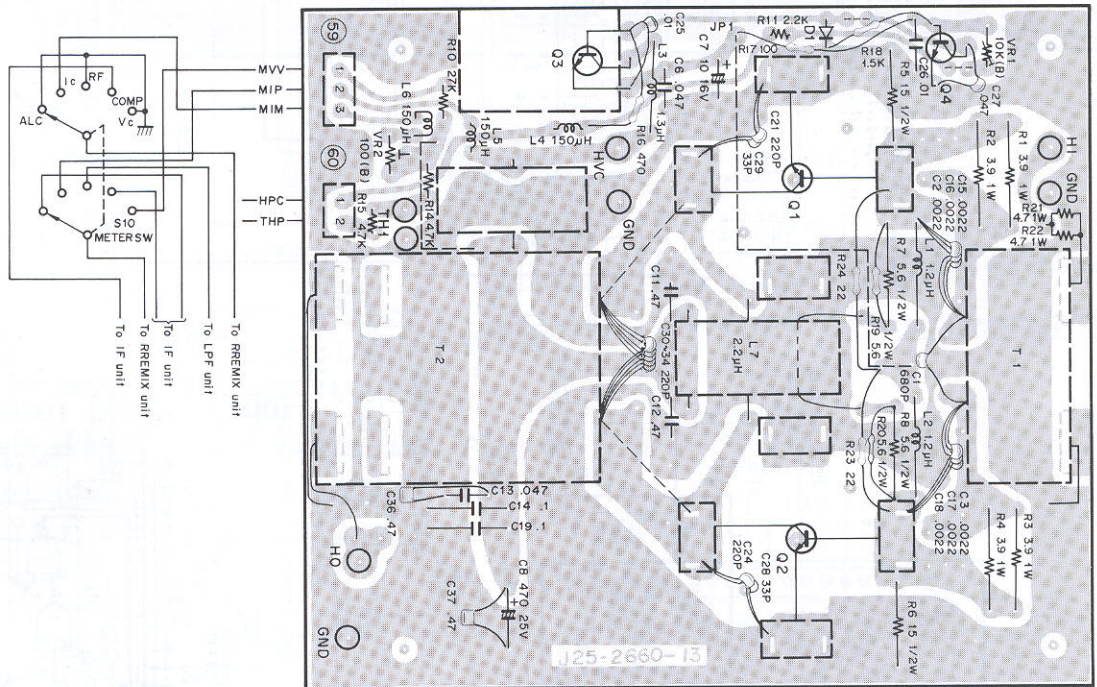 MVV
MIP
MIM
HPC
THP
RF
Ic
COMP
Vc
ALC
S10
METER SW
To IF unit
To RREMIX unit
To IF unit
To LPF unit
To RREMIX unit
59
1
2
3
60
1
2
R10 27K
L6 150μH
VR2
100(B)
R15 47K
TH1
R14 4.7K
L5
150μH
L4 150μH
Q3
C25
.01
L3
1.3μH
C6 .047
C7 10 16V
R16 470
HVC
GND
JP1
R11 2.2K
R17 100
D1
C21 220P
C29
33P
Q1
R18
1.5K
C26 .01
R5 15 1/2W
Q4
VR1
10K(B)
C27
.047
R2 3.9 1W
R1 3.9 1W
HI
GND
R21
4.7 1W
R22
4.7 1W
C15 .0022
C16 .0022
C2 .0022
L1 1.2μH
R7 5.6 1/2W
R24 22
R19 5.6 1/2W
C1
680P
T2
C11 .47
C30~34 220P
C12 .47
L7
2.2μH
T1
L2 1.2μH
R8 5.6 1/2W
R20 5.6 1/2W
R23 22
C3 .0022
C17 .0022
C18 .0022
C36 .47
C13 .047
C14 .1
C19 .1
HO
C37 .47
C8 470 25V
GND
Q2
C24
220P
C28 33P
R6 15 1/2W
R4 3.9 1W
R3 3.9 1W
J25-2660-13